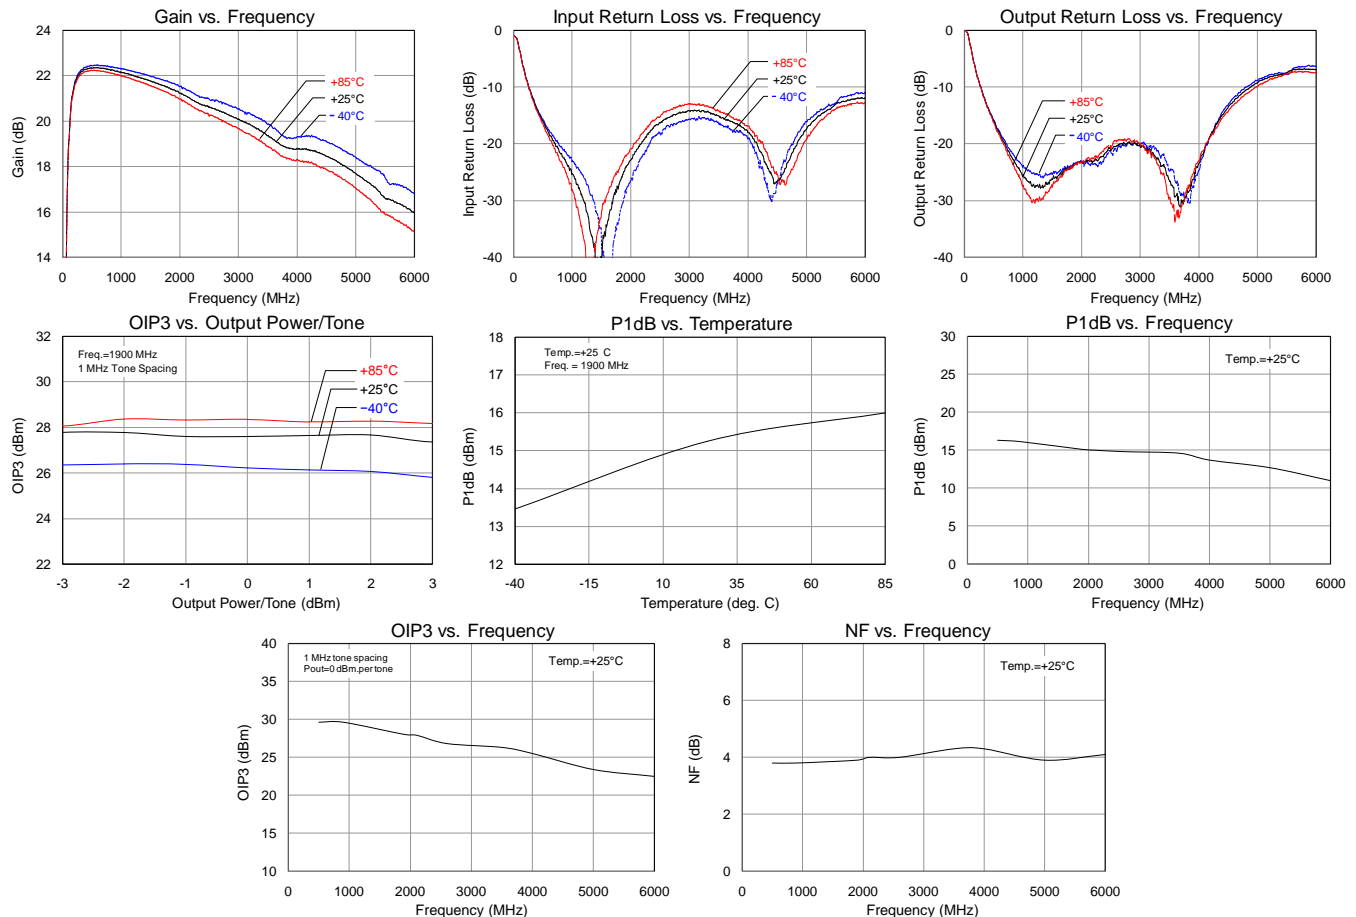 Gain vs. Frequency
24
22
20
18
16
14
Gain (dB)
+85°C
+25°C
−40°C
0 1000 2000 3000 4000 5000 6000
Frequency (MHz)
Input Return Loss vs. Frequency
0
-10
-20
-30
-40
Input Return Loss (dB)
+85°C
+25°C
−40°C
0 1000 2000 3000 4000 5000 6000
Frequency (MHz)
Output Return Loss vs. Frequency
0
-10
-20
-30
-40
Output Return Loss (dB)
+85°C
+25°C
−40°C
0 1000 2000 3000 4000 5000 6000
Frequency (MHz)
OIP3 vs. Output Power/Tone
32
30
28
26
24
22
OIP3 (dBm)
Freq.=1900 MHz
1 MHz Tone Spacing
+85°C
+25°C
−40°C
-3 -2 -1 0 1 2 3
Output Power/Tone (dBm)
P1dB vs. Temperature
18
17
16
15
14
13
12
P1dB (dBm)
Temp.=+25 C
Freq. = 1900 MHz
-40 -15 10 35 60 85
Temperature (deg. C)
P1dB vs. Frequency
30
25
20
15
10
5
0
P1dB (dBm)
Temp.=+25°C
0 1000 2000 3000 4000 5000 6000
Frequency (MHz)
OIP3 vs. Frequency
40
35
30
25
20
15
10
OIP3 (dBm)
1 MHz tone spacing
Pout=0 dBm.per tone
Temp.=+25°C
0 1000 2000 3000 4000 5000 6000
Frequency (MHz)
NF vs. Frequency
8
6
4
2
0
NF (dB)
Temp.=+25°C
0 1000 2000 3000 4000 5000 6000
Frequency (MHz)